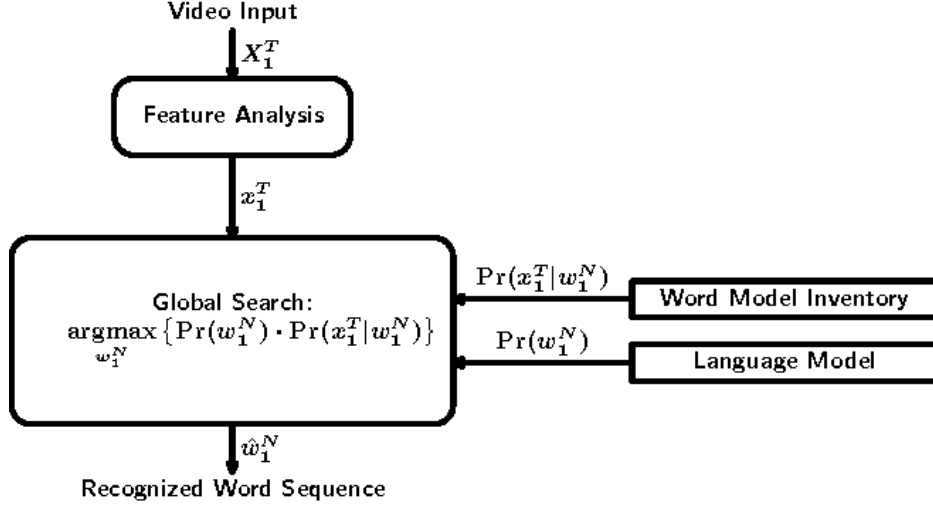 Video Input
X_1^T
Feature Analysis
x_1^T
Pr(x_1^T|w_1^N)
Word Model Inventory
Global Search:
argmax {Pr(w_1^N) · Pr(x_1^T|w_1^N)}
w_1^N
Pr(w_1^N)
Language Model
ŵ_1^N
Recognized Word Sequence